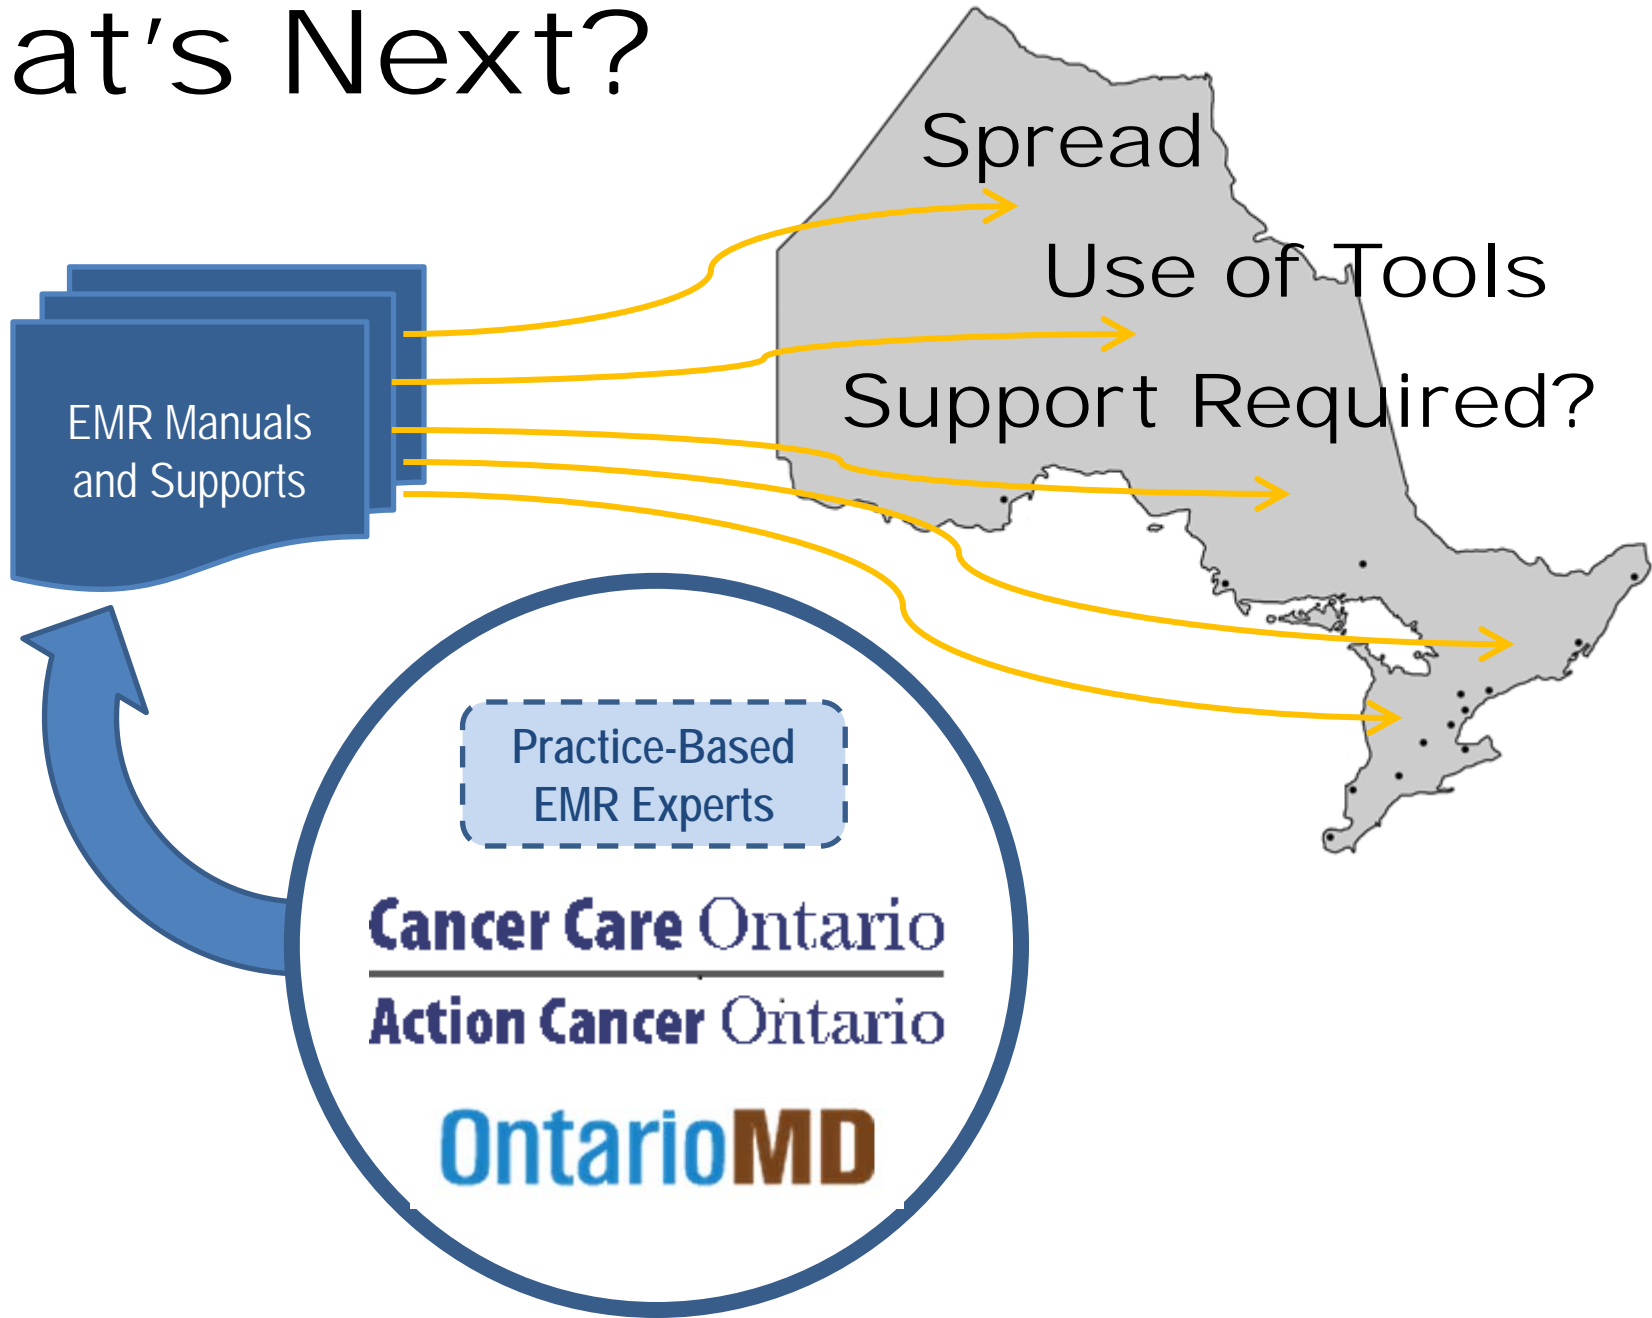 at's Next?
Spread
Use of Tools
Support Required?
EMR Manuals
and Supports
Practice-Based
EMR Experts
Cancer Care Ontario
Action Cancer Ontario
OntarioMD